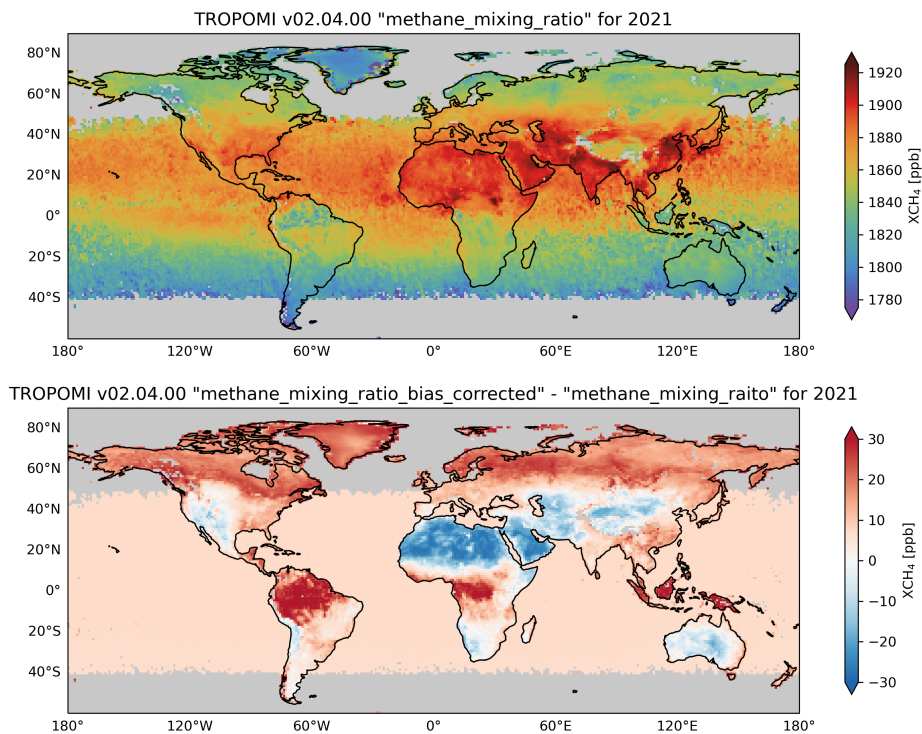 TROPOMI v02.04.00 "methane_mixing_ratio" for 2021
80°N
60°N
40°N
20°N
0°
20°S
40°S
180°
120°W
60°W
0°
60°E
120°E
180°
1920
1900
1880
1860
1840
1820
1800
1780
XCH₄ [ppb]
TROPOMI v02.04.00 "methane_mixing_ratio_bias_corrected" - "methane_mixing_raito" for 2021
80°N
60°N
40°N
20°N
0°
20°S
40°S
180°
120°W
60°W
0°
60°E
120°E
180°
30
20
10
0
−10
−20
−30
XCH₄ [ppb]